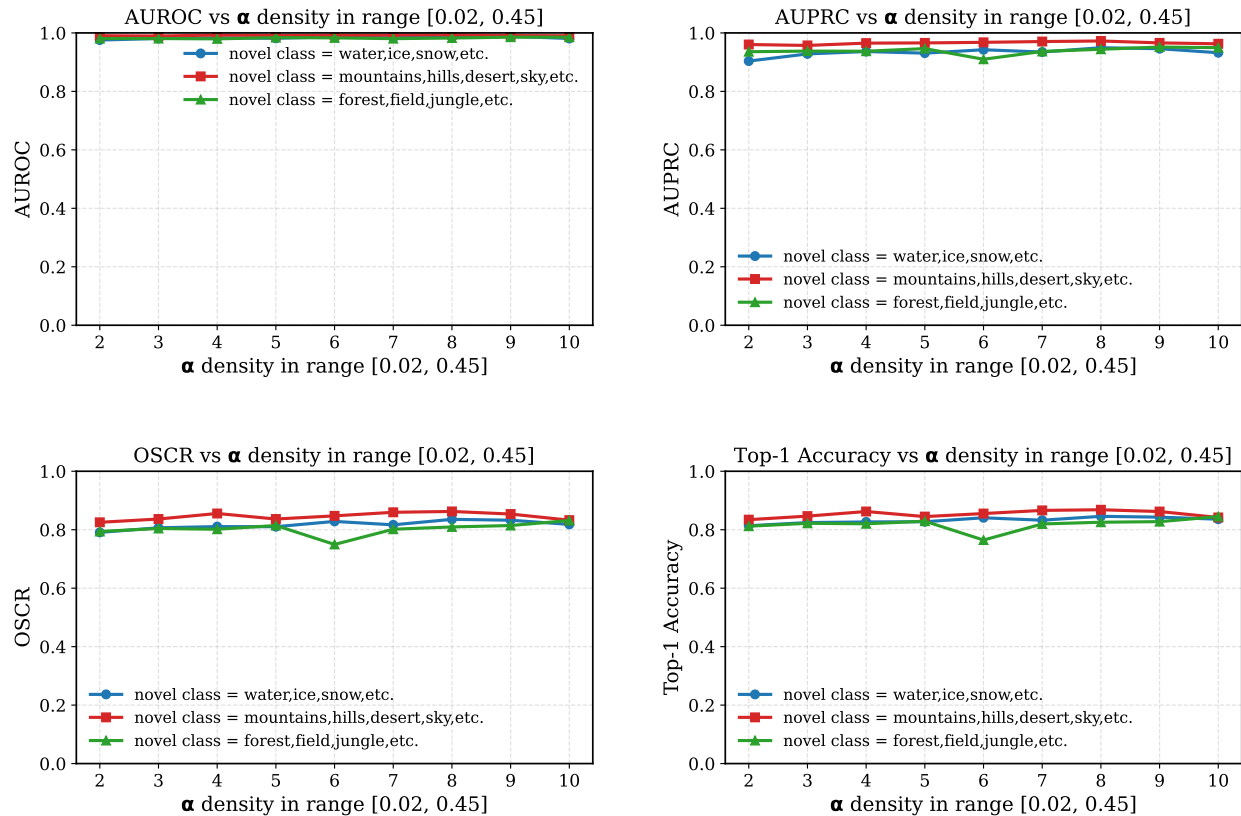 AUROC vs α density in range [0.02, 0.45]
1.0
0.8
0.6
0.4
0.2
0.0
AUROC
novel class = water,ice,snow,etc.
novel class = mountains,hills,desert,sky,etc.
novel class = forest,field,jungle,etc.
2 3 4 5 6 7 8 9 10
α density in range [0.02, 0.45]
AUPRC vs α density in range [0.02, 0.45]
1.0
0.8
0.6
0.4
0.2
0.0
AUPRC
novel class = water,ice,snow,etc.
novel class = mountains,hills,desert,sky,etc.
novel class = forest,field,jungle,etc.
2 3 4 5 6 7 8 9 10
α density in range [0.02, 0.45]
OSCR vs α density in range [0.02, 0.45]
1.0
0.8
0.6
0.4
0.2
0.0
OSCR
novel class = water,ice,snow,etc.
novel class = mountains,hills,desert,sky,etc.
novel class = forest,field,jungle,etc.
2 3 4 5 6 7 8 9 10
α density in range [0.02, 0.45]
Top-1 Accuracy vs α density in range [0.02, 0.45]
1.0
0.8
0.6
0.4
0.2
0.0
Top-1 Accuracy
novel class = water,ice,snow,etc.
novel class = mountains,hills,desert,sky,etc.
novel class = forest,field,jungle,etc.
2 3 4 5 6 7 8 9 10
α density in range [0.02, 0.45]